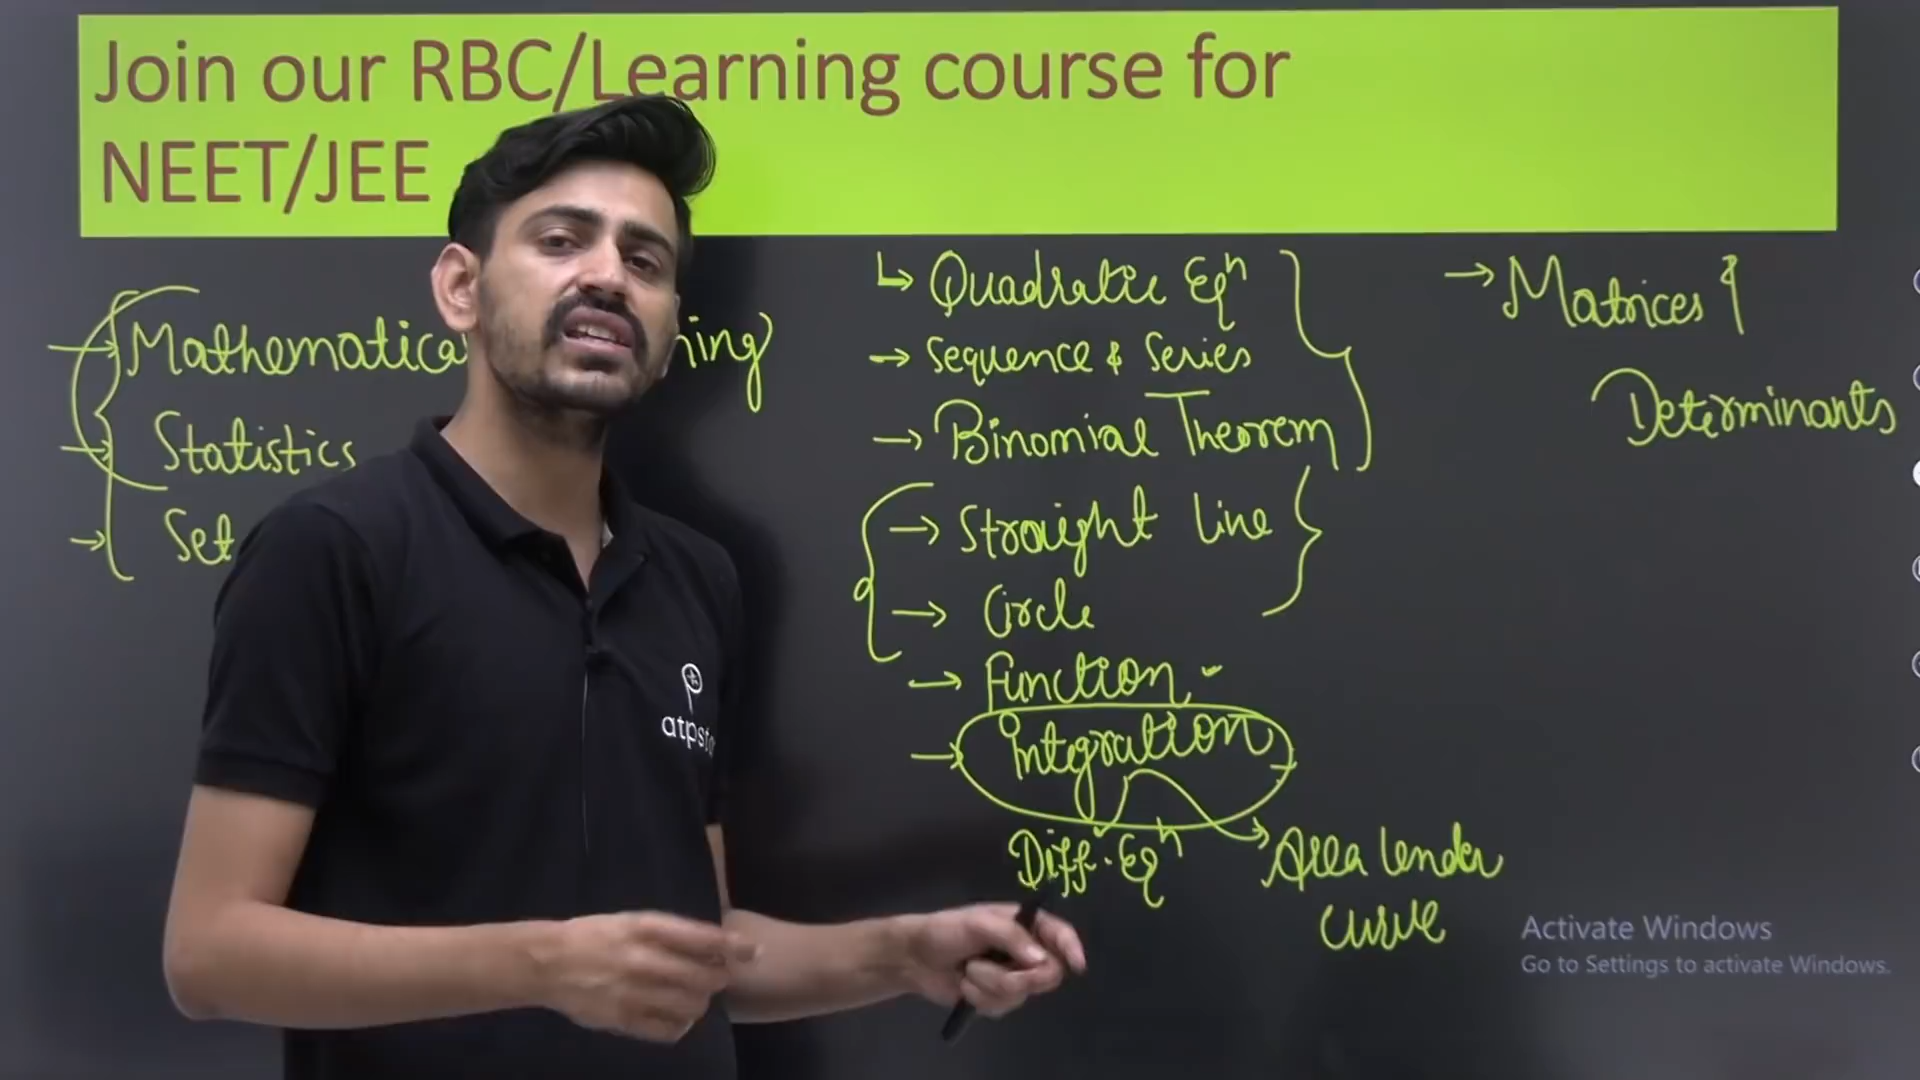 Join our RBC/Learning course for
NEET/JEE
Mathematica ning
Statistics
Set
Quadratic Eqⁿ
Sequence & Series
Binomial Theorem
Straight Line
Circle
Function
Integration
Diff. Eqⁿ
Area Under
curve
Matrices &
Determinants
atpsta
Activate Windows
Go to Settings to activate Windows.